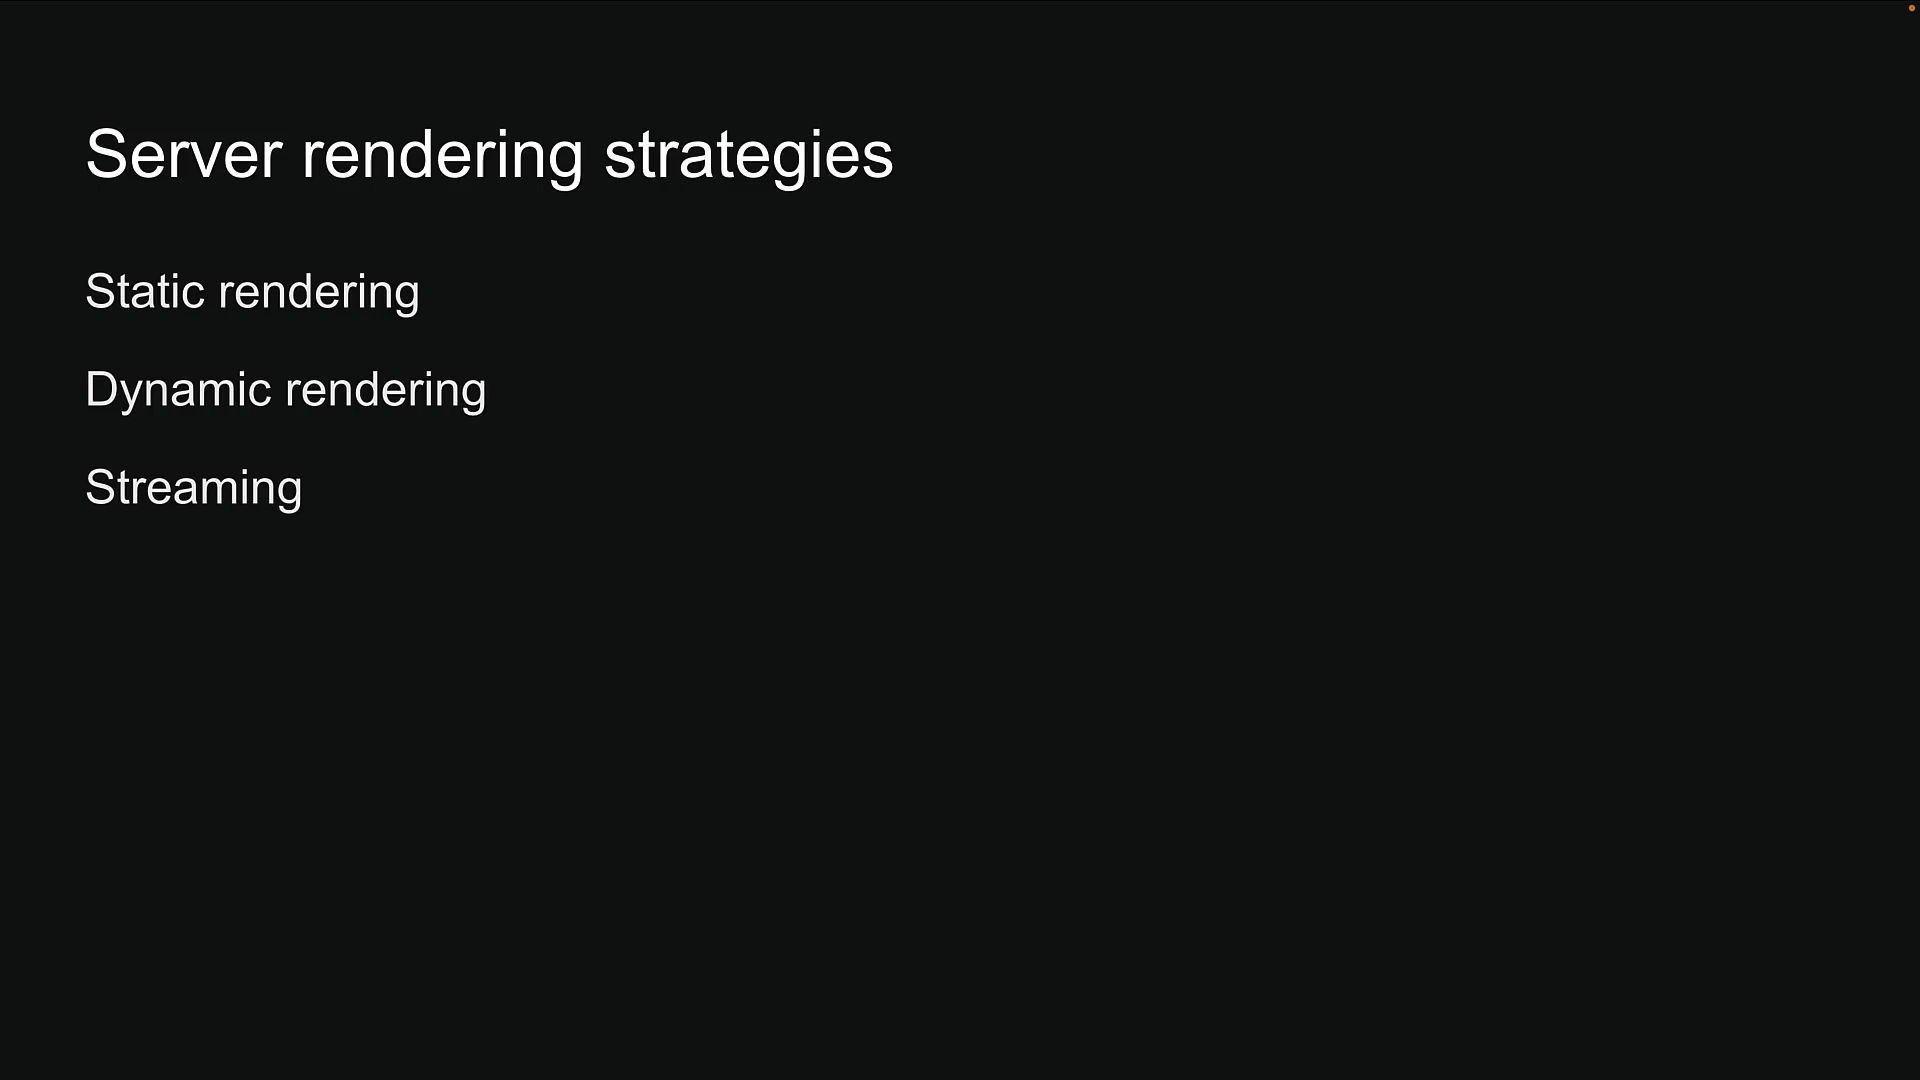 Server rendering strategies
Static rendering
Dynamic rendering
Streaming